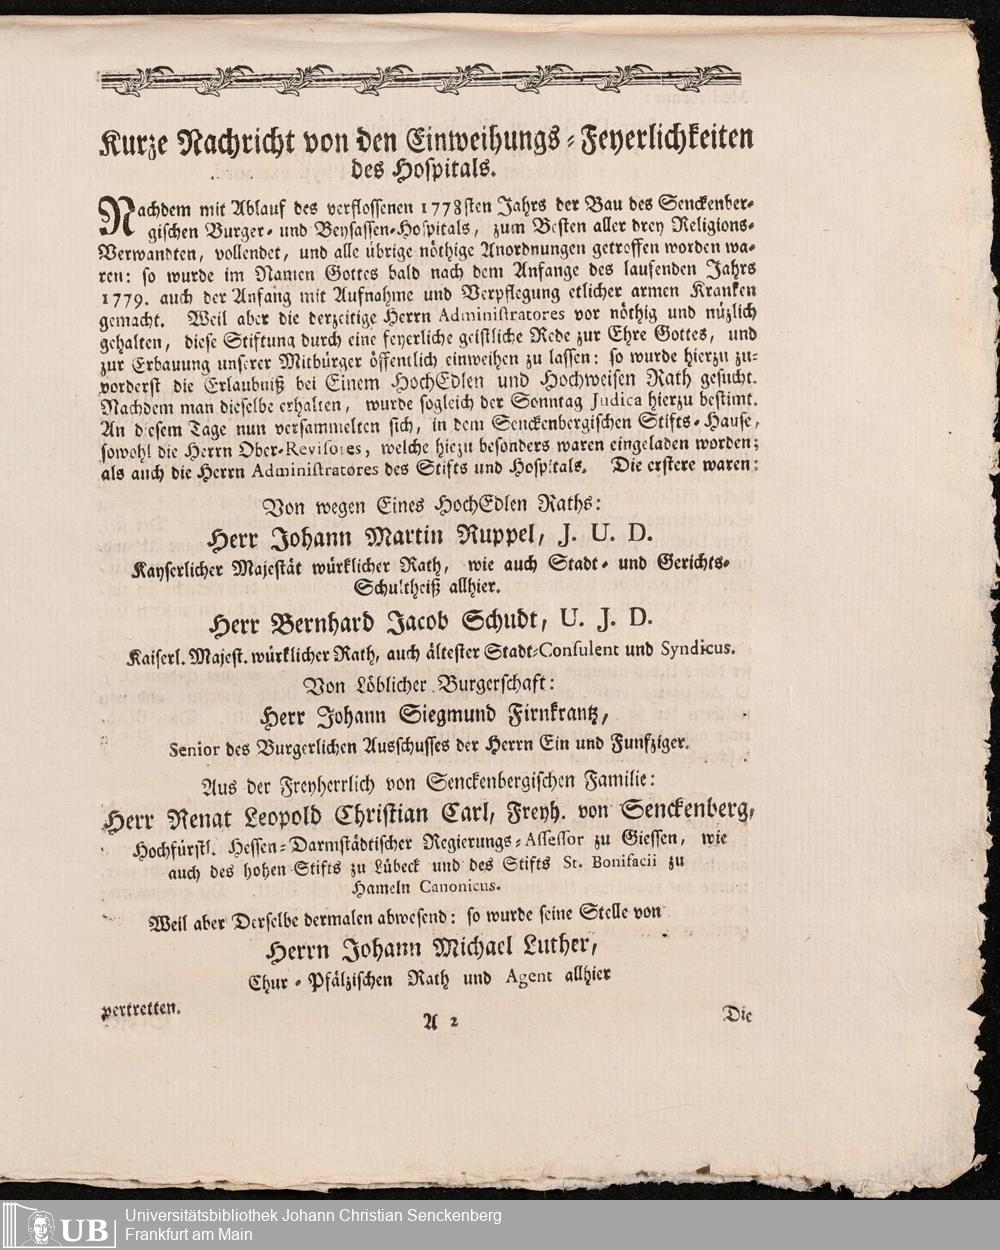 Kurze Nachricht von den Einweihungs-Feyerlichkeiten
des Hospitals.
Nachdem mit Ablauf des verflossenen 1778sten Jahrs der Bau des Senckenber-
gischen Burger- und Beysassen-Hospitals, zum Besten aller drey Religions-
Verwandten, vollendet, und alle übrige nöthige Anordnungen getroffen worden wa-
ren: so wurde im Namen Gottes bald nach dem Anfange des laufenden Jahrs
1779. auch der Anfang mit Aufnahme und Verpflegung etlicher armen Kranken
gemacht. Weil aber die derzeitige Herrn Administratores vor nöthig und nüzlich
gehalten, diese Stiftung durch eine feyerliche geistliche Rede zur Ehre Gottes, und
zur Erbauung unserer Mitbürger öffentlich einweihen zu lassen: so wurde hierzu zu-
vorderst die Erlaubniß bei Einem HochEdlen und Hochweisen Rath gesucht.
Nachdem man dieselbe erhalten, wurde sogleich der Sonntag Judica hierzu bestimt.
An diesem Tage nun versammelten sich, in dem Senckenbergischen Stifts-Hause,
sowohl die Herrn Ober-Revisores, welche hiezu besonders waren eingeladen worden;
als auch die Herrn Administratores des Stifts und Hospitals. Die erstere waren:
Von wegen Eines HochEdlen Raths:
Herr Johann Martin Ruppel, J. U. D.
Kayserlicher Majestät würklicher Rath, wie auch Stadt- und Gerichts-
Schultheiß allhier.
Herr Bernhard Jacob Schudt, U. J. D.
Kaiserl. Majest. würklicher Rath, auch ältester Stadt-Consulent und Syndicus.
Von Löblicher Burgerschaft:
Herr Johann Siegmund Firnkrantz,
Senior des Burgerlichen Ausschusses der Herrn Ein und Funfziger.
Aus der Freyherrlich von Senckenbergischen Familie:
Herr Renat Leopold Christian Carl, Freyh. von Senckenberg,
Hochfürstl. Hessen-Darmstädtischer Regierungs-Assessor zu Giessen, wie
auch des hohen Stifts zu Lübeck und des Stifts St. Bonifacii zu
Hameln Canonicus.
Weil aber Derselbe dermalen abwesend: so wurde seine Stelle von
Herrn Johann Michael Luther,
Chur-Pfälzischen Rath und Agent allhier
vertretten.
A 2 Die
UB Universitätsbibliothek Johann Christian Senckenberg
Frankfurt am Main